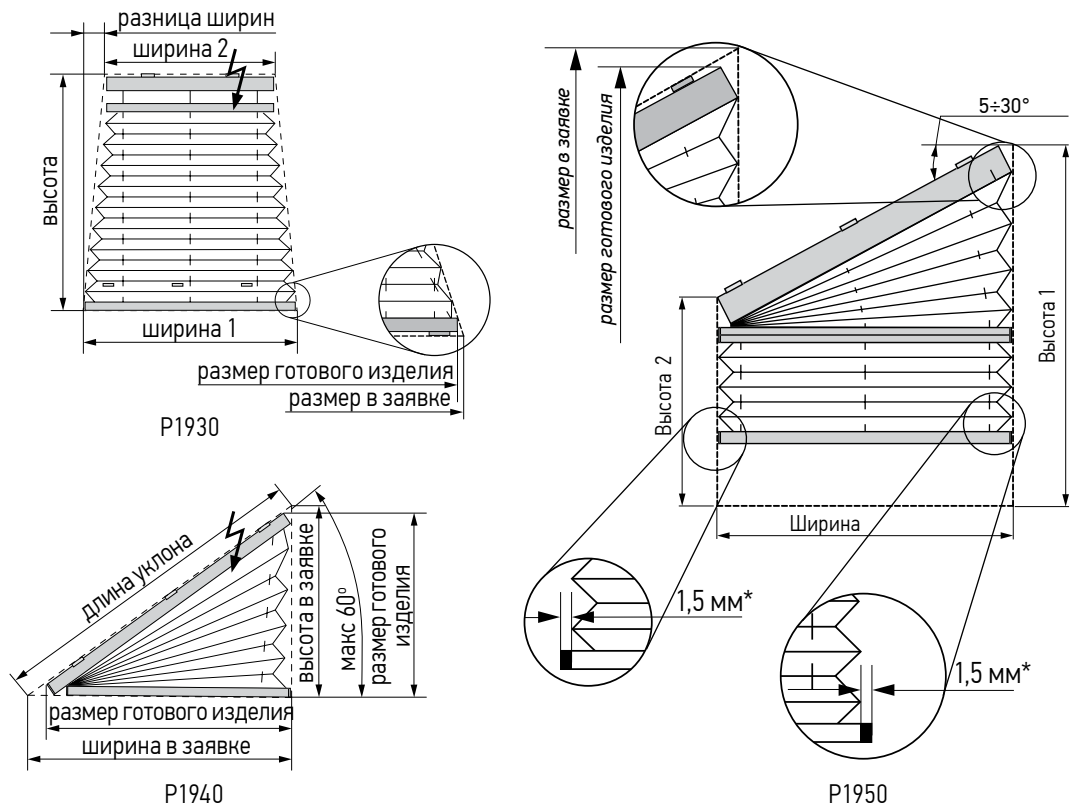 разница ширин
ширина 2
высота
ширина 1
размер готового изделия
размер в заявке
P1930
длина уклона
высота в заявке
макс 60°
размер готового
изделия
размер готового изделия
ширина в заявке
P1940
размер в заявке
размер готового изделия
5÷30°
Высота 1
Высота 2
Ширина
1,5 мм*
1,5 мм*
P1950